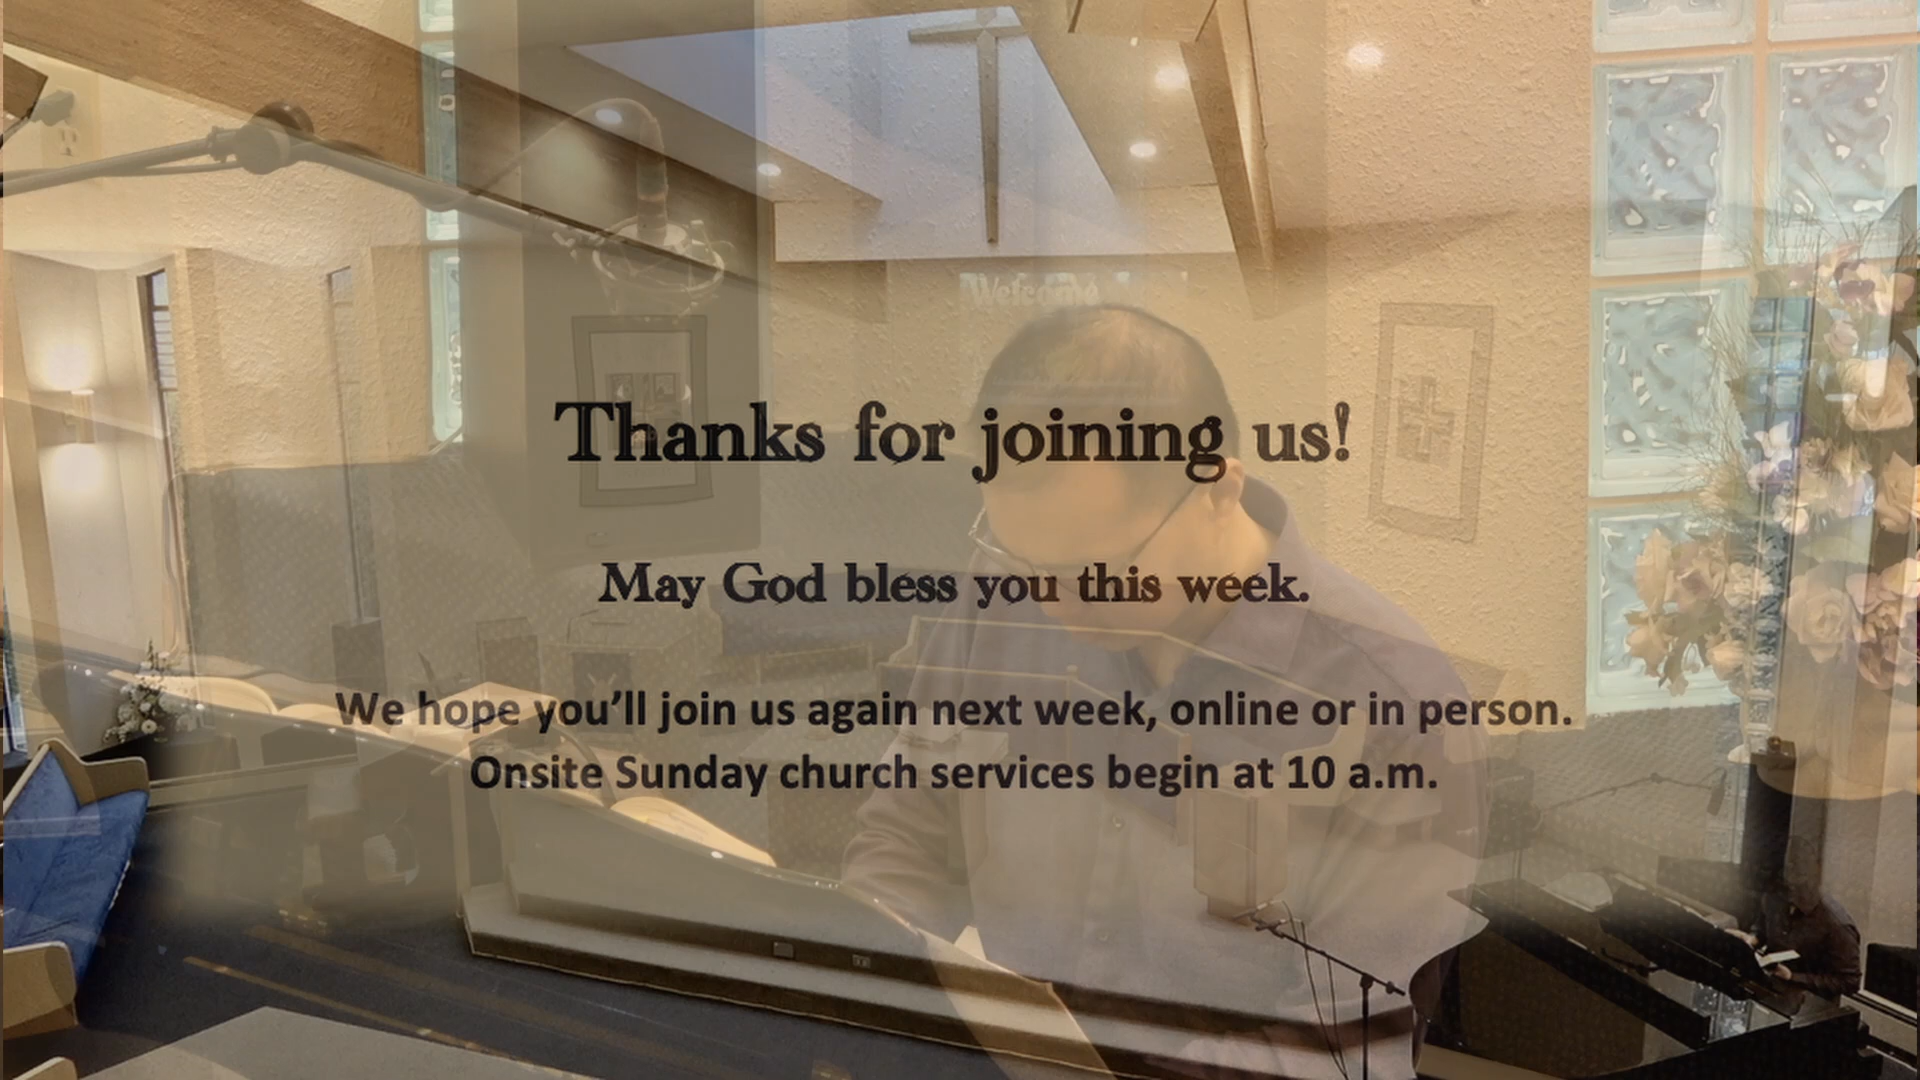 Welcome
Thanks for joining us!
May God bless you this week.
We hope you’ll join us again next week, online or in person.
Onsite Sunday church services begin at 10 a.m.